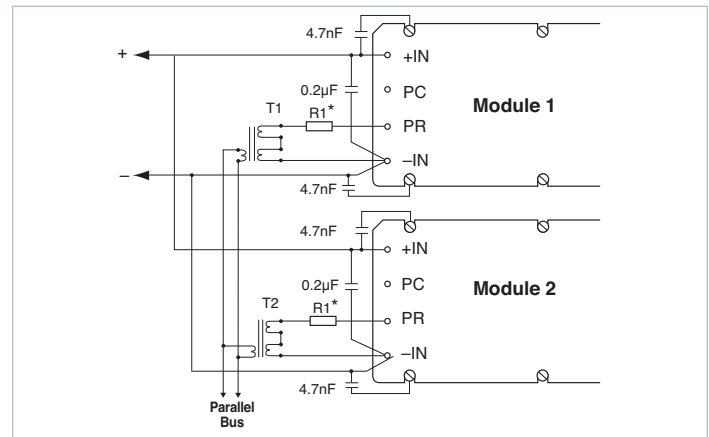 4.7nF
+
+IN
0.2µF
PC
Module 1
T1
R1*
PR
–IN
–
4.7nF
4.7nF
+IN
0.2µF
PC
Module 2
T2
R1*
PR
–IN
4.7nF
Parallel
Bus